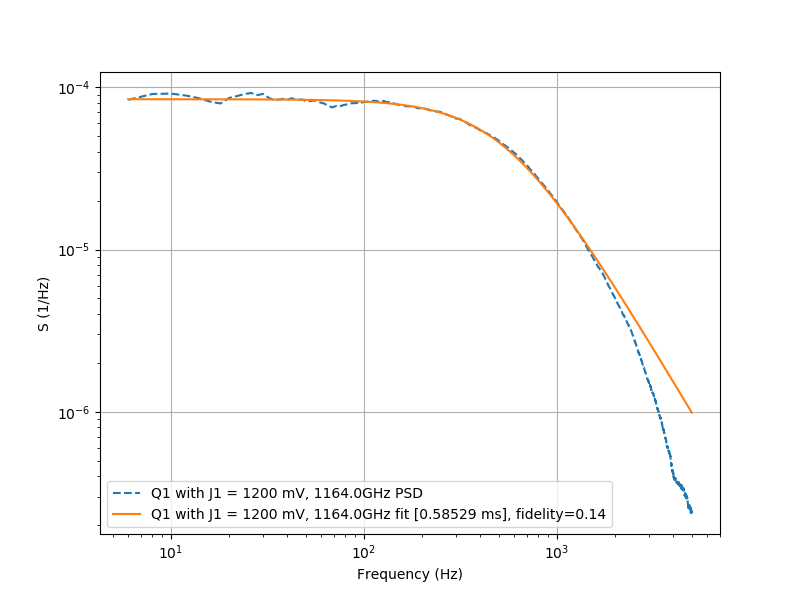 10⁻⁴
10⁻⁵
10⁻⁶
S (1/Hz)
Q1 with J1 = 1200 mV, 1164.0GHz PSD
Q1 with J1 = 1200 mV, 1164.0GHz fit [0.58529 ms], fidelity=0.14
10¹ 10² 10³
Frequency (Hz)